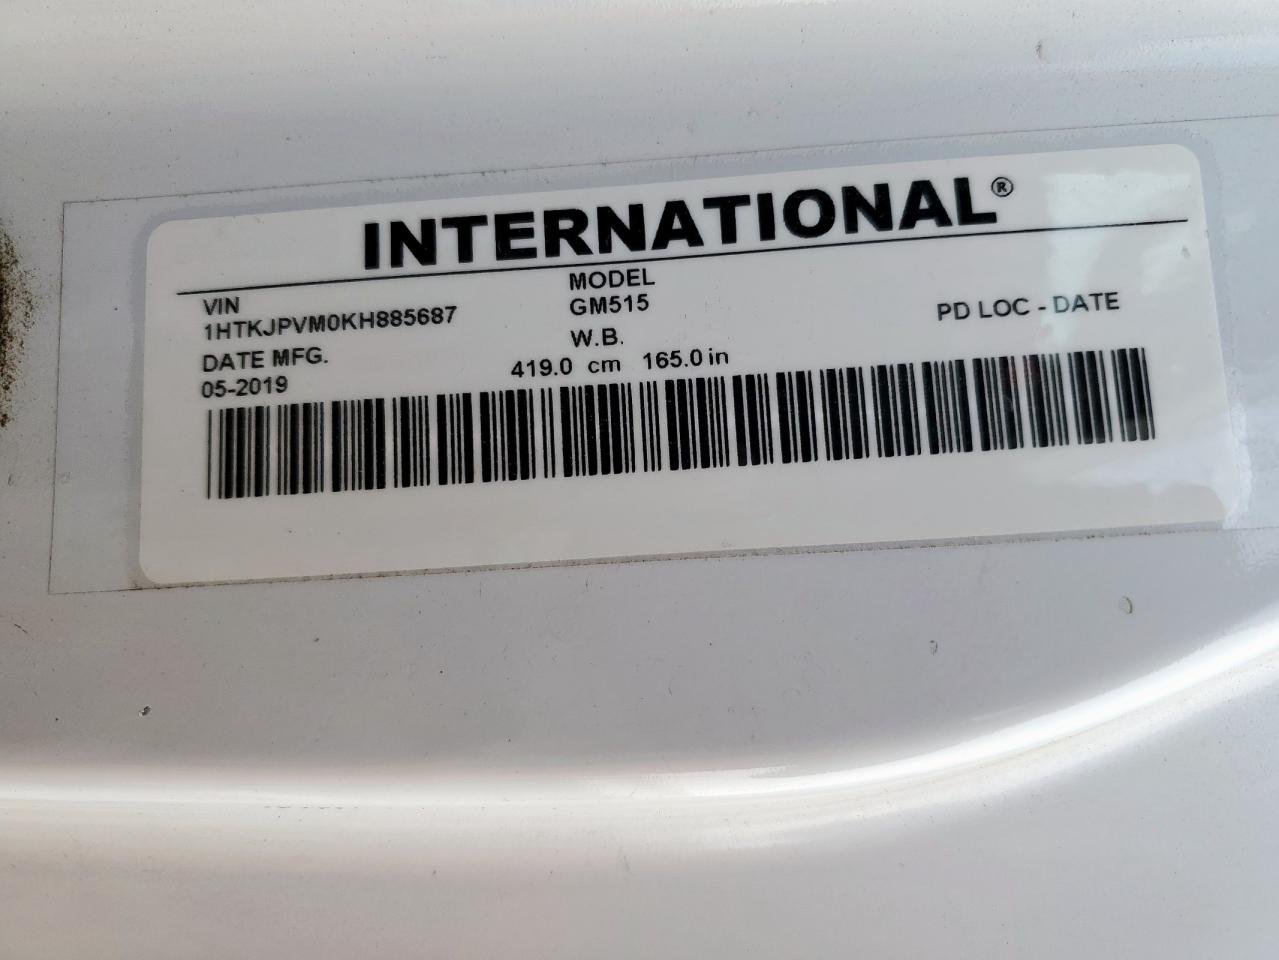 INTERNATIONAL®
VIN
1HTKJPVM0KH885687
DATE MFG.
05-2019
MODEL
GM515
W.B.
419.0 cm 165.0 in
PD LOC - DATE